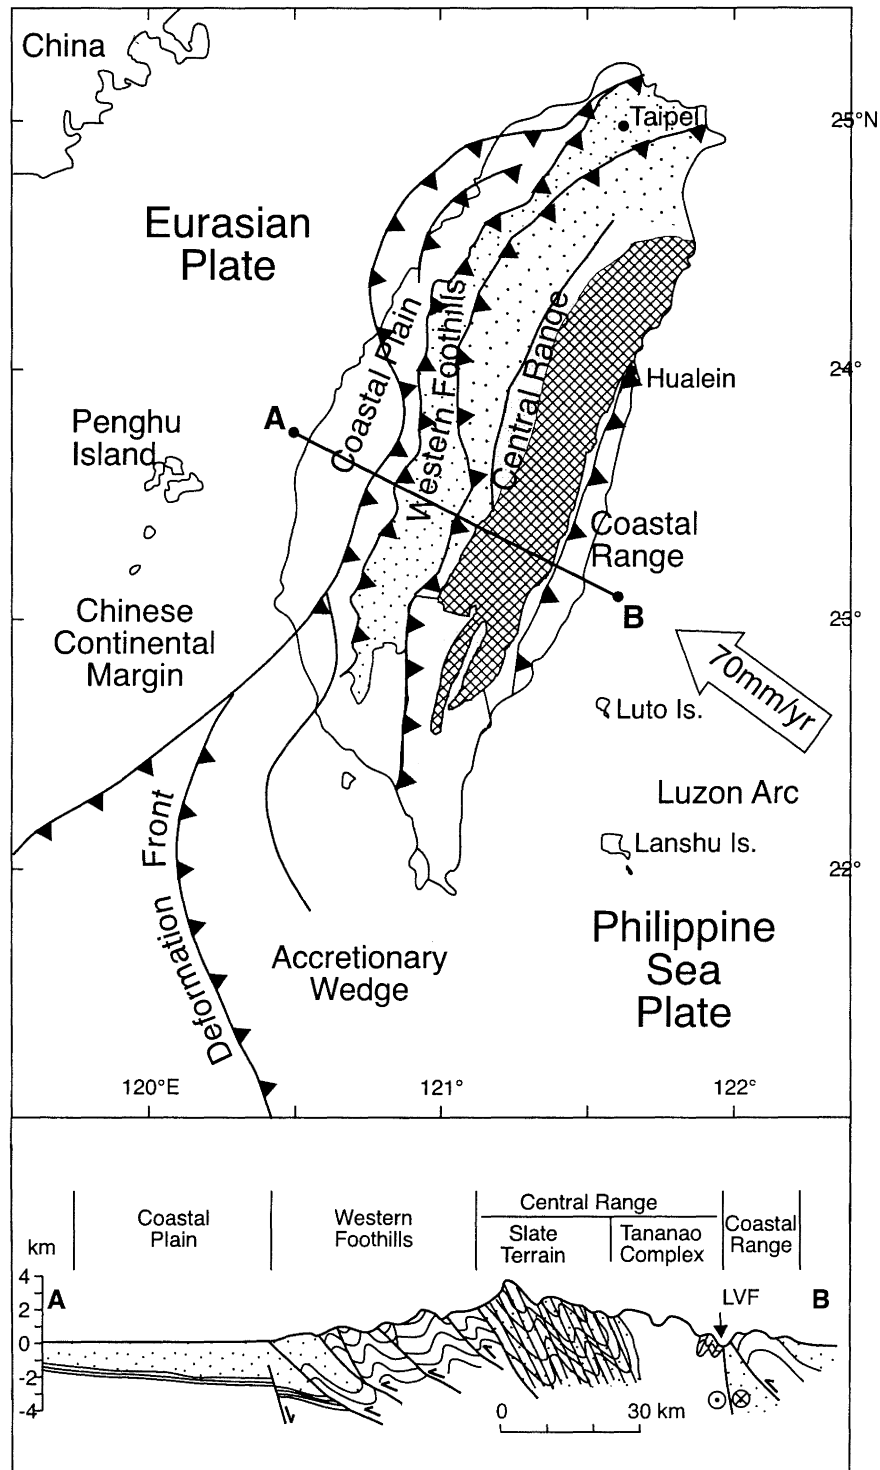 China
Taipei
25°N
Eurasian
Plate
Coastal Plain
Western Foothills
Central Range
24°
Hualein
Penghu
Island
A
Coastal
Range
B
23°
Chinese
Continental
Margin
70mm/yr
Luto Is.
Luzon Arc
Lanshu Is.
22°
Deformation Front
Accretionary
Wedge
Philippine
Sea
Plate
120°E
121°
122°
Coastal
Plain
Western
Foothills
Central Range
Slate
Terrain
Tananao
Complex
Coastal
Range
km
4
2
0
-2
-4
A
LVF
B
0
30 km